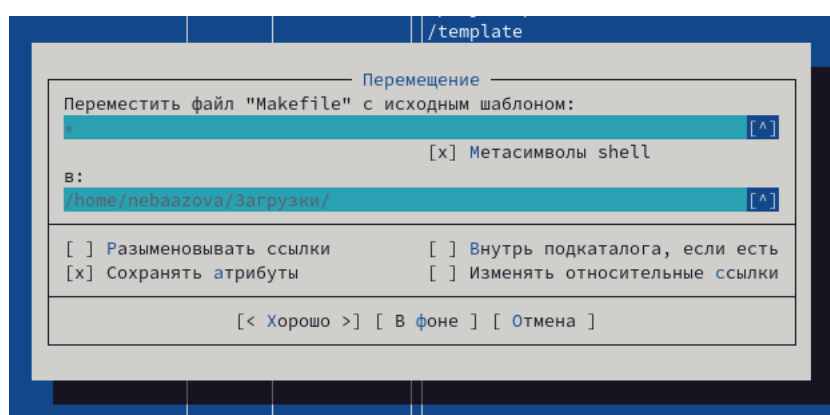 /template
Перемещение
Переместить файл "Makefile" с исходным шаблоном:
* [^]
[x] Метасимволы shell
в:
/home/nebaazova/Загрузки/ [^]
[ ] Разыменовывать ссылки [ ] Внутрь подкаталога, если есть
[x] Сохранять атрибуты [ ] Изменять относительные ссылки
[< Хорошо >] [ В фоне ] [ Отмена ]